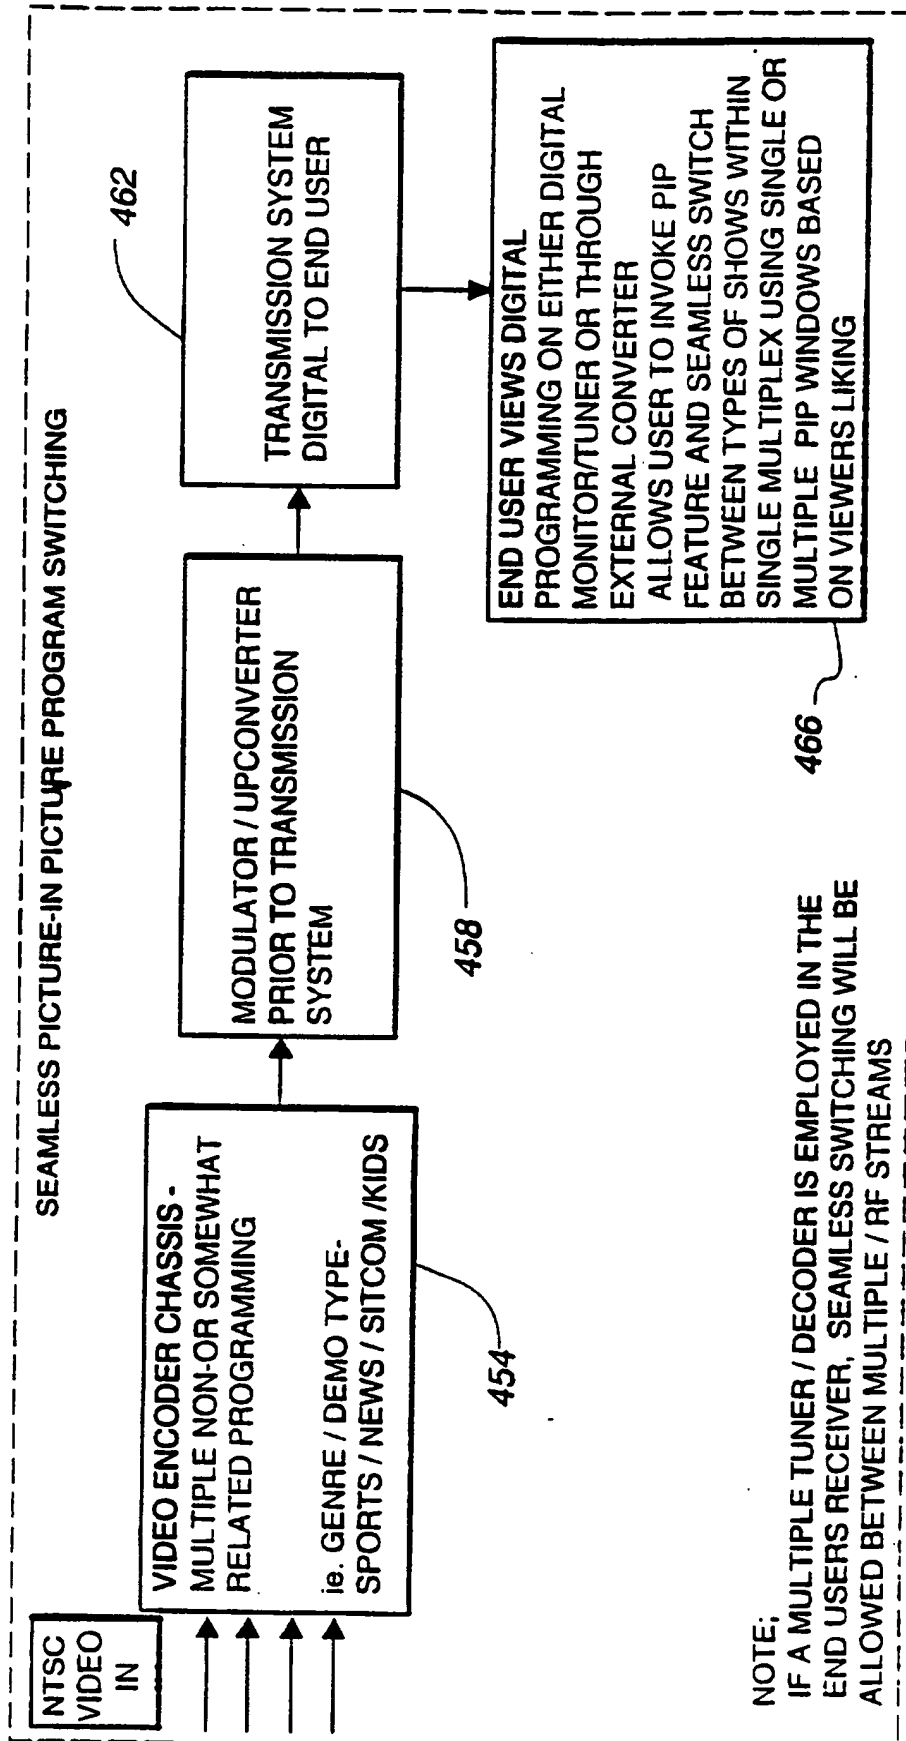 SEAMLESS PICTURE-IN PICTURE PROGRAM SWITCHING
NTSC
VIDEO
IN
VIDEO ENCODER CHASSIS -
MULTIPLE NON-OR SOMEWHAT
RELATED PROGRAMMING
ie. GENRE / DEMO TYPE-
SPORTS / NEWS / SITCOM /KIDS
454
MODULATOR / UPCONVERTER
PRIOR TO TRANSMISSION
SYSTEM
458
TRANSMISSION SYSTEM
DIGITAL TO END USER
462
END USER VIEWS DIGITAL
PROGRAMMING ON EITHER DIGITAL
MONITOR/TUNER OR THROUGH
EXTERNAL CONVERTER
ALLOWS USER TO INVOKE PIP
FEATURE AND SEAMLESS SWITCH
BETWEEN TYPES OF SHOWS WITHIN
SINGLE MULTIPLEX USING SINGLE OR
MULTIPLE PIP WINDOWS BASED
ON VIEWERS LIKING
466
NOTE;
IF A MULTIPLE TUNER / DECODER IS EMPLOYED IN THE
END USERS RECEIVER, SEAMLESS SWITCHING WILL BE
ALLOWED BETWEEN MULTIPLE / RF STREAMS